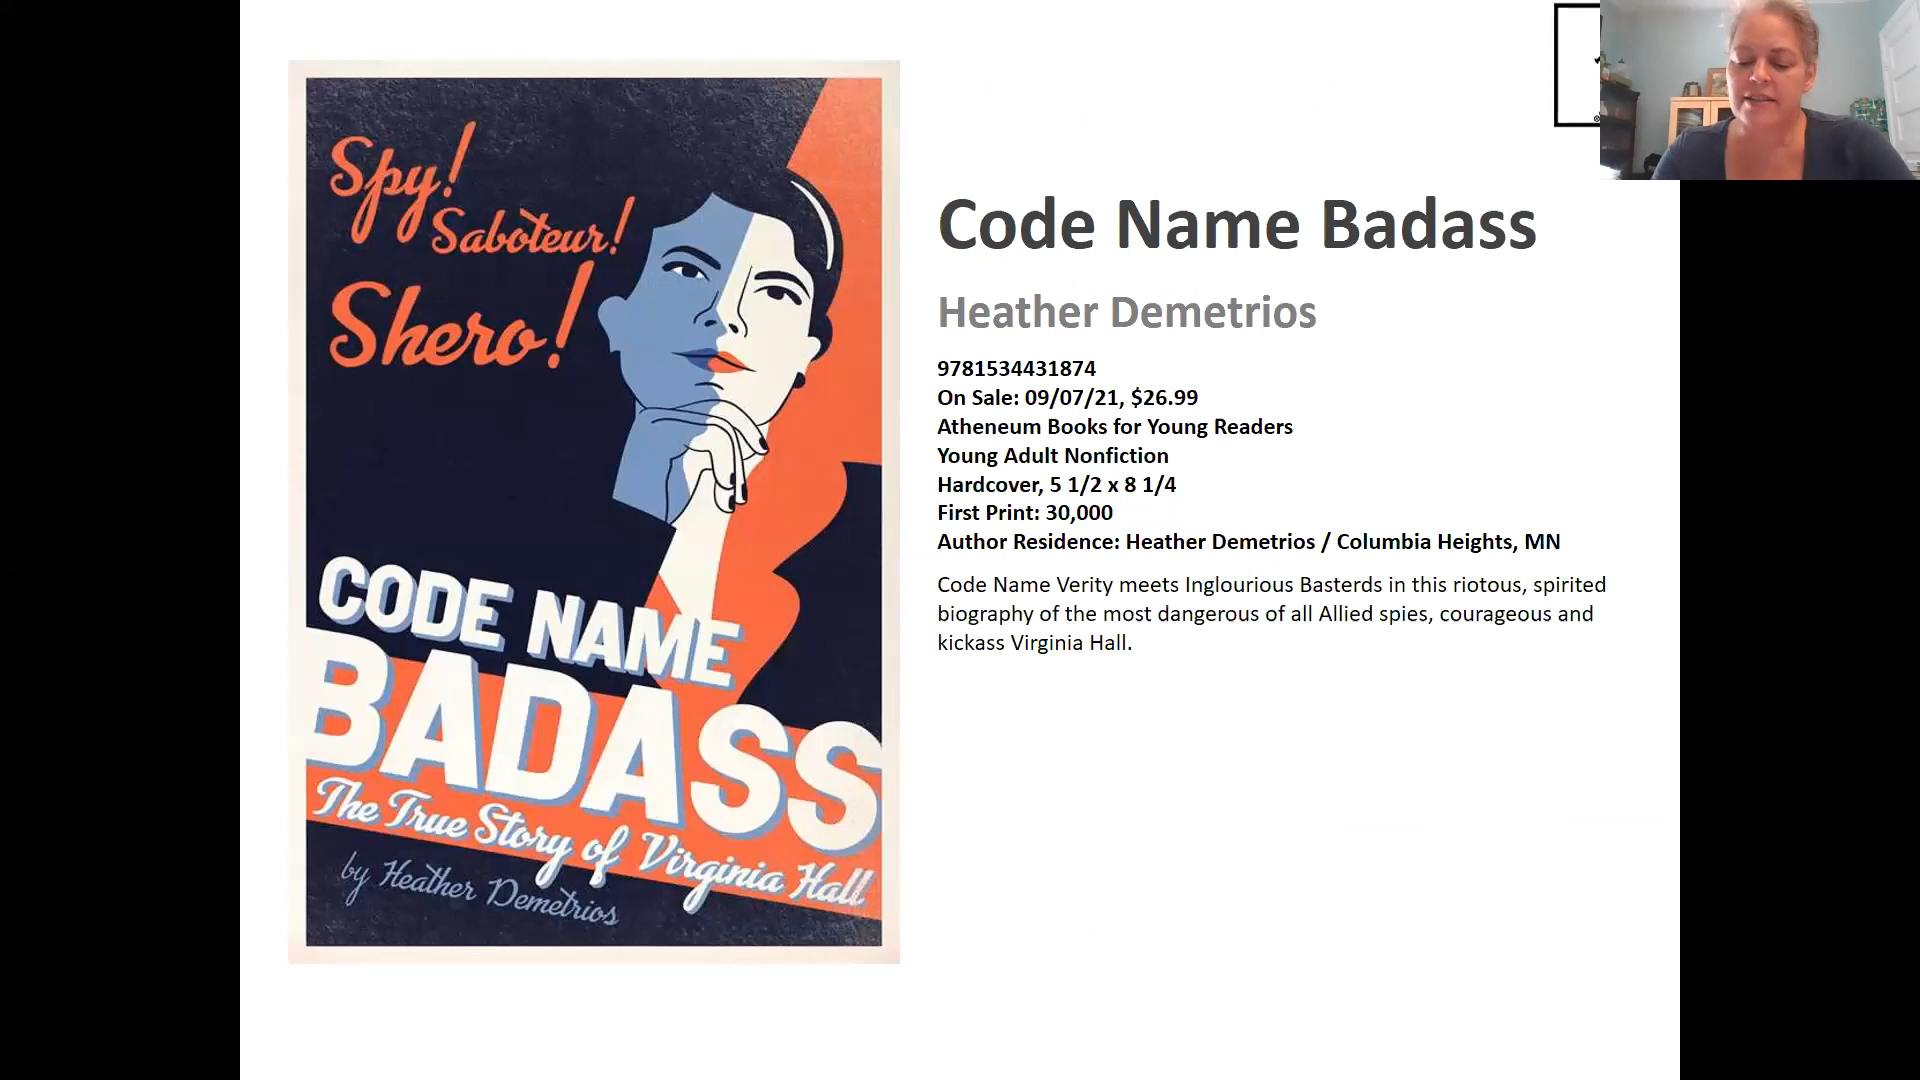 Spy!
Saboteur!
Shero!
CODE NAME
BADASS
The True Story of Virginia Hall
by Heather Demetrios
Code Name Badass
Heather Demetrios
9781534431874
On Sale: 09/07/21, $26.99
Atheneum Books for Young Readers
Young Adult Nonfiction
Hardcover, 5 1/2 x 8 1/4
First Print: 30,000
Author Residence: Heather Demetrios / Columbia Heights, MN
Code Name Verity meets Inglourious Basterds in this riotous, spirited
biography of the most dangerous of all Allied spies, courageous and
kickass Virginia Hall.